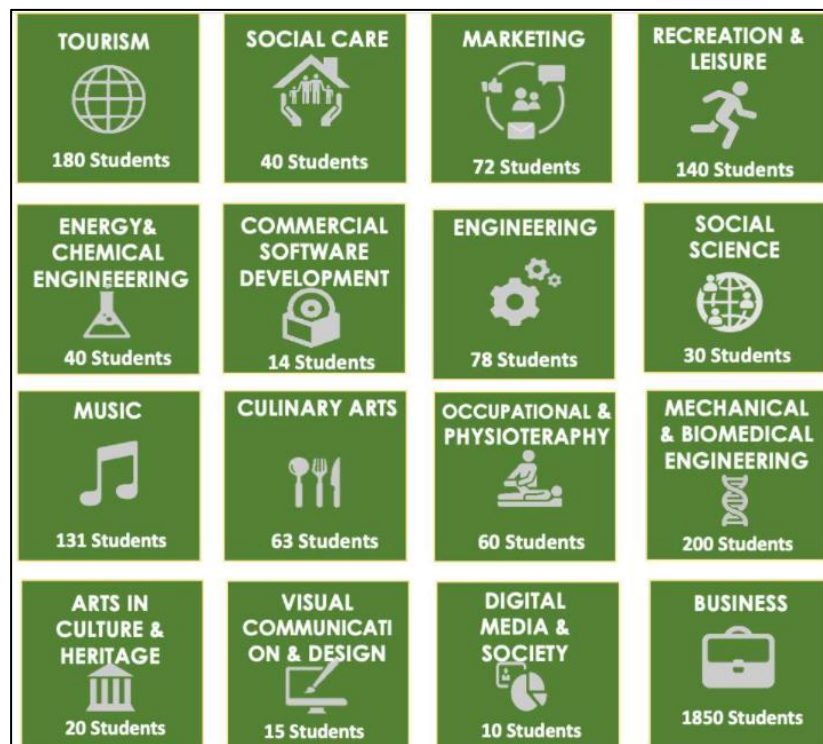 TOURISM
180 Students
SOCIAL CARE
40 Students
MARKETING
72 Students
RECREATION &
LEISURE
140 Students
ENERGY&
CHEMICAL
ENGINEEERING
40 Students
COMMERCIAL
SOFTWARE
DEVELOPMENT
14 Students
ENGINEERING
78 Students
SOCIAL
SCIENCE
30 Students
MUSIC
131 Students
CULINARY ARTS
63 Students
OCCUPATIONAL &
PHYSIOTERAPHY
60 Students
MECHANICAL
& BIOMEDICAL
ENGINEERING
200 Students
ARTS IN
CULTURE &
HERITAGE
20 Students
VISUAL
COMMUNICATI
ON & DESIGN
15 Students
DIGITAL
MEDIA &
SOCIETY
10 Students
BUSINESS
1850 Students